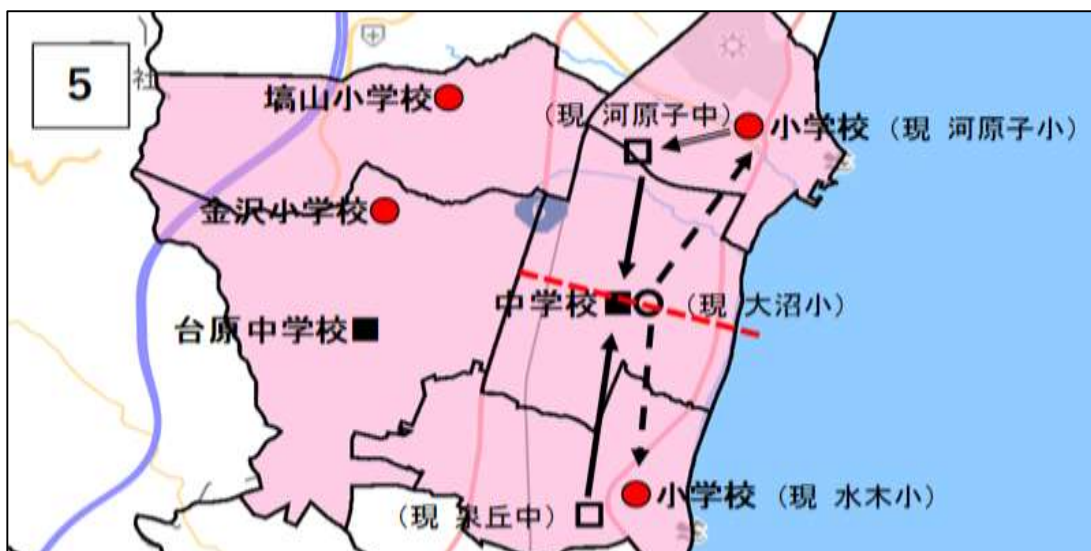 5
社
塙山小学校
（現 河原子中）
小学校（現 河原子小）
金沢小学校
中学校
（現 大沼小）
台原中学校
小学校（現 水木小）
（現 泉丘中）